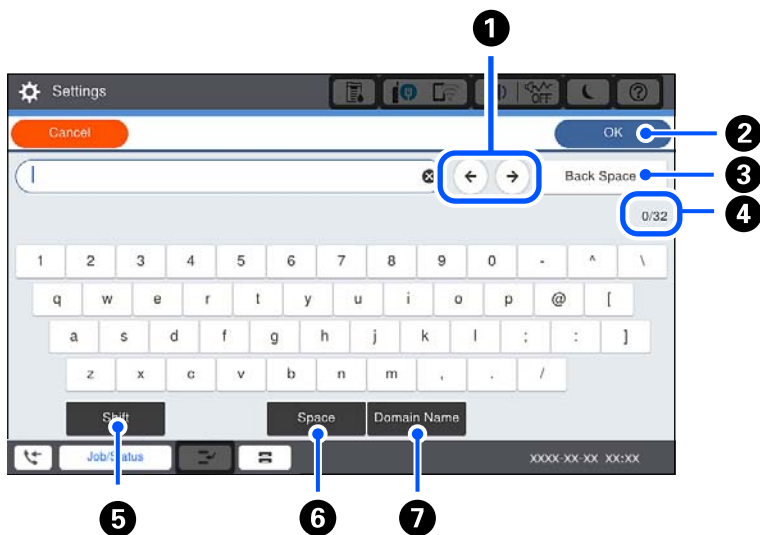 1
Settings
OFF
Cancel
OK
2
Back Space
3
0/32
4
1 2 3 4 5 6 7 8 9 0 - ^ \
q w e r t y u i o p @ [
a s d f g h j k l ; : ]
z x c v b n m , . /
Shift Space Domain Name
Job/Status
XXXX-XX-XX XX:XX
5 6 7